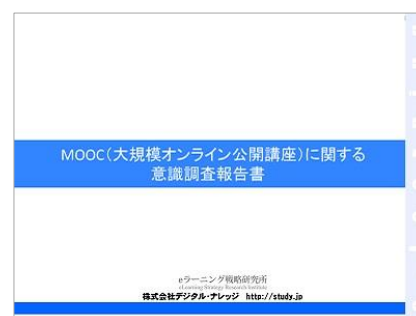 MOOC(大規模オンライン公開講座)に関する
意識調査報告書
eラーニング戦略研究所
eLearning Strategy Research Institute
株式会社デジタル・ナレッジ http://study.jp